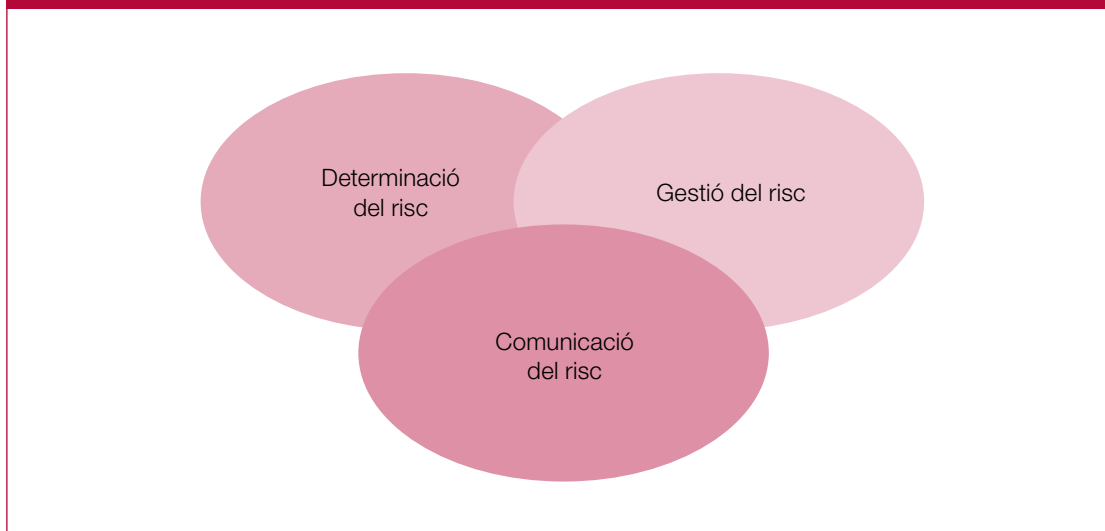 Determinació
del risc
Gestió del risc
Comunicació
del risc